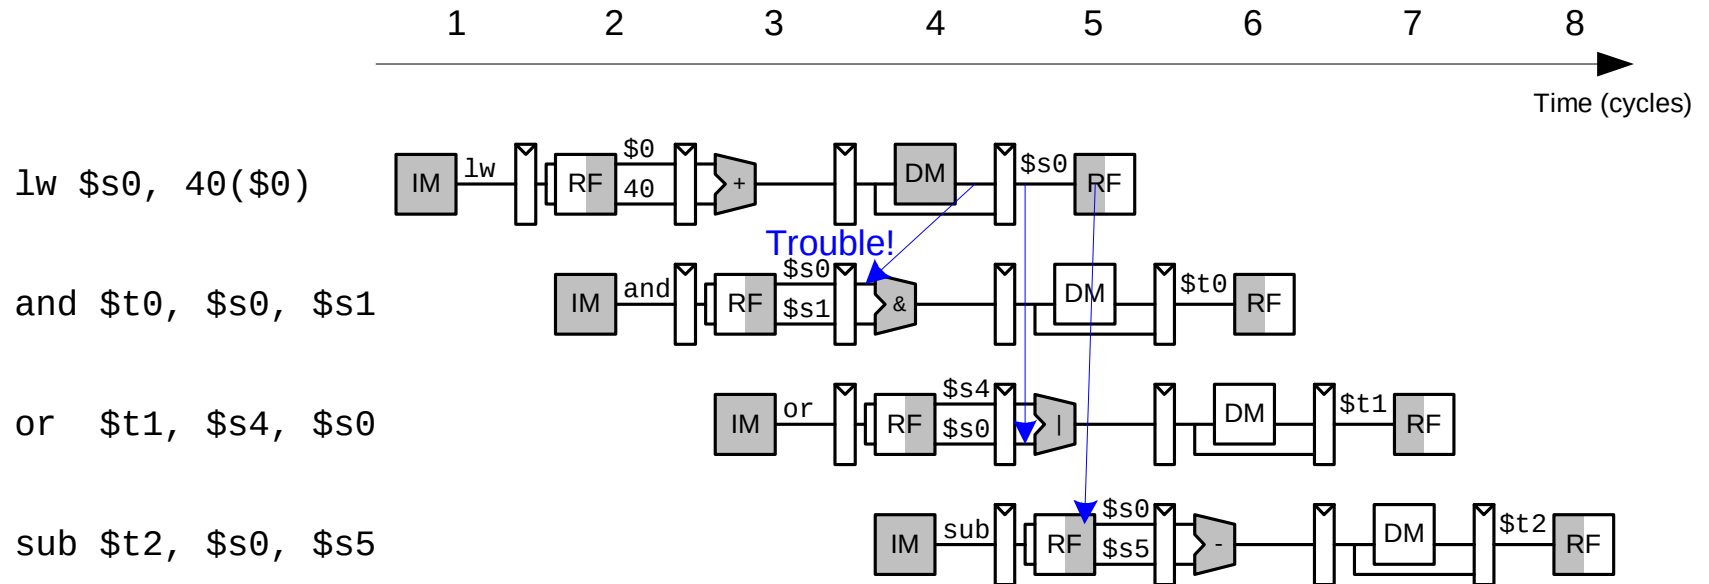 1 2 3 4 5 6 7 8
Time (cycles)
lw $s0, 40($0) IM lw RF $0 40 + DM $s0 RF
Trouble!
and $t0, $s0, $s1 IM and RF $s0 $s1 & DM $t0 RF
or $t1, $s4, $s0 IM or RF $s4 $s0 | DM $t1 RF
sub $t2, $s0, $s5 IM sub RF $s0 $s5 - DM $t2 RF